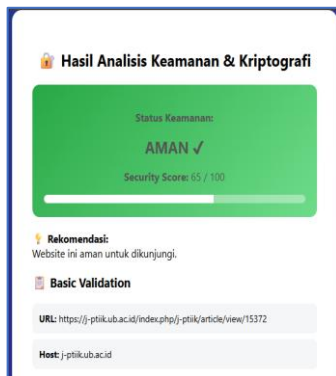 Hasil Analisis Keamanan & Kriptografi
Status Keamanan:
AMAN ✓
Security Score: 65 / 100
Rekomendasi:
Website ini aman untuk dikunjungi.
Basic Validation
URL: https://j-ptiik.ub.ac.id/index.php/j-ptiik/article/view/15372
Host: j-ptiik.ub.ac.id